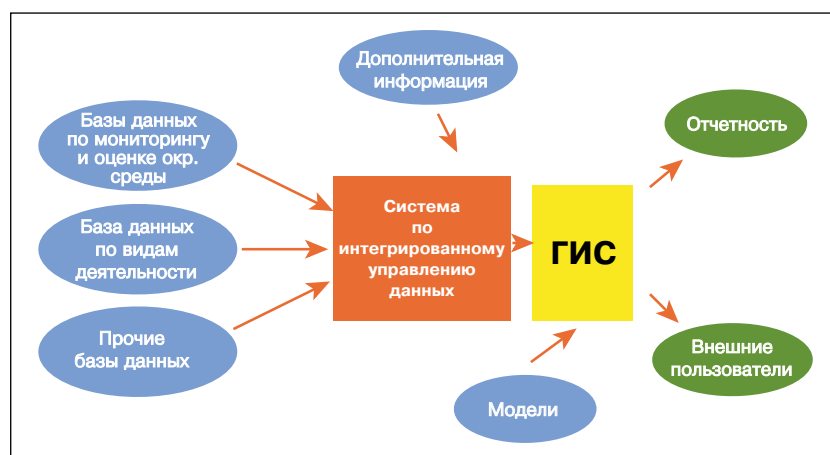 Дополнительная
информация
Базы данных
по мониторингу
и оценке окр.
среды
Отчетность
База данных
по видам
деятельности
Система
по
интегрированному
управлению
данных
ГИС
Прочие
базы данных
Внешние
пользователи
Модели